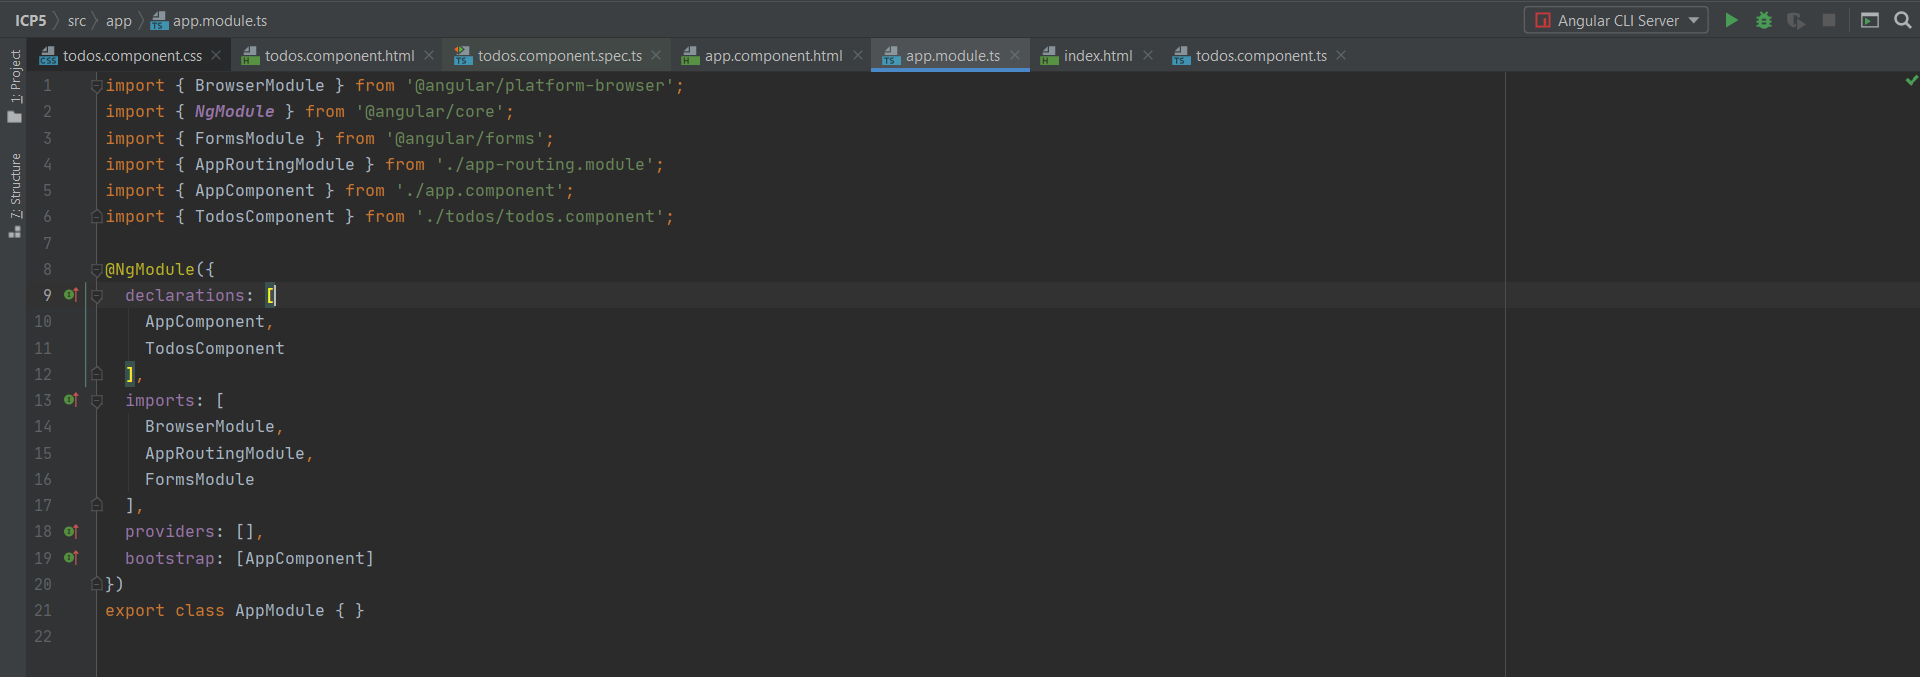 ICP5 src app app.module.ts Angular CLI Server
todos.component.css todos.component.html todos.component.spec.ts app.component.html app.module.ts index.html todos.component.ts
1: Project
7: Structure
1 import { BrowserModule } from '@angular/platform-browser';
2 import { NgModule } from '@angular/core';
3 import { FormsModule } from '@angular/forms';
4 import { AppRoutingModule } from './app-routing.module';
5 import { AppComponent } from './app.component';
6 import { TodosComponent } from './todos/todos.component';
7
8 @NgModule({
9 declarations: [
10 AppComponent,
11 TodosComponent
12 ],
13 imports: [
14 BrowserModule,
15 AppRoutingModule,
16 FormsModule
17 ],
18 providers: [],
19 bootstrap: [AppComponent]
20 })
21 export class AppModule { }
22